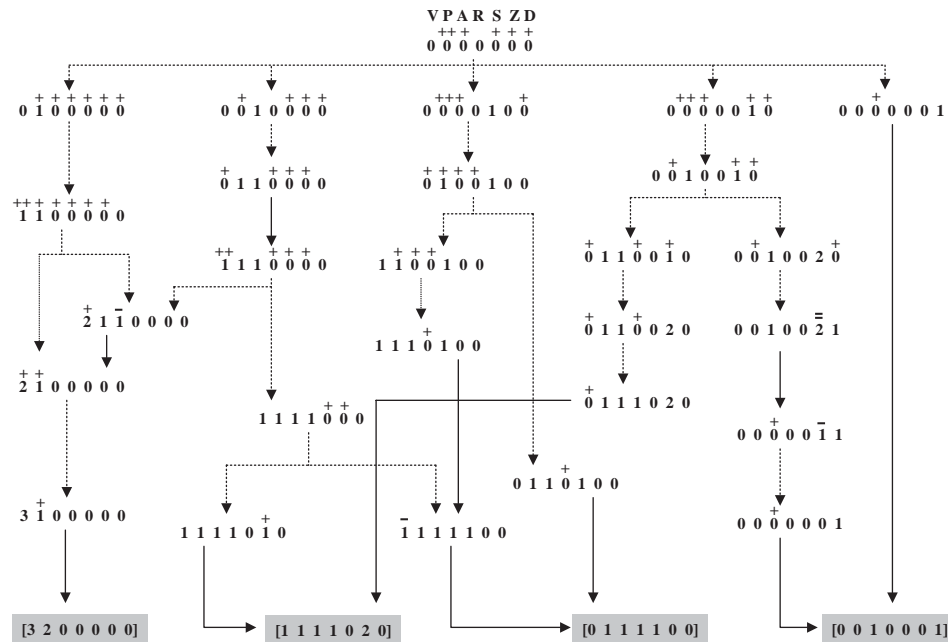 V P A R S Z D
+++ + + +
0 0 0 0 0 0 0
+ + + + + +
0 1 0 0 0 0 0
+ + + + +
0 0 1 0 0 0 0
+++ +
0 0 0 0 1 0 0
+++ + +
0 0 0 0 0 1 0
+
0 0 0 0 0 0 1
+ + + + +
0 1 1 0 0 0 0
+ + + +
0 1 0 0 1 0 0
+ + +
0 0 1 0 0 1 0
+++ + + + +
1 1 0 0 0 0 0
++ + + + +
1 1 1 0 0 0 0
+ + +
1 1 0 0 1 0 0
+ + +
0 1 1 0 0 1 0
+ +
0 0 1 0 0 2 0
+ −
2 1 1 0 0 0 0
+
1 1 1 0 1 0 0
+ +
0 1 1 0 0 2 0
=
0 0 1 0 0 2 1
+ +
2 1 0 0 0 0 0
+ +
1 1 1 1 0 0 0
+
0 1 1 1 0 2 0
+ −
0 0 0 0 0 1 1
+
0 1 1 0 1 0 0
+
3 1 0 0 0 0 0
+
1 1 1 1 0 1 0
−
1 1 1 1 1 0 0
+
0 0 0 0 0 0 1
[3 2 0 0 0 0 0] [1 1 1 1 0 2 0] [0 1 1 1 1 0 0] [0 0 1 0 0 0 1]